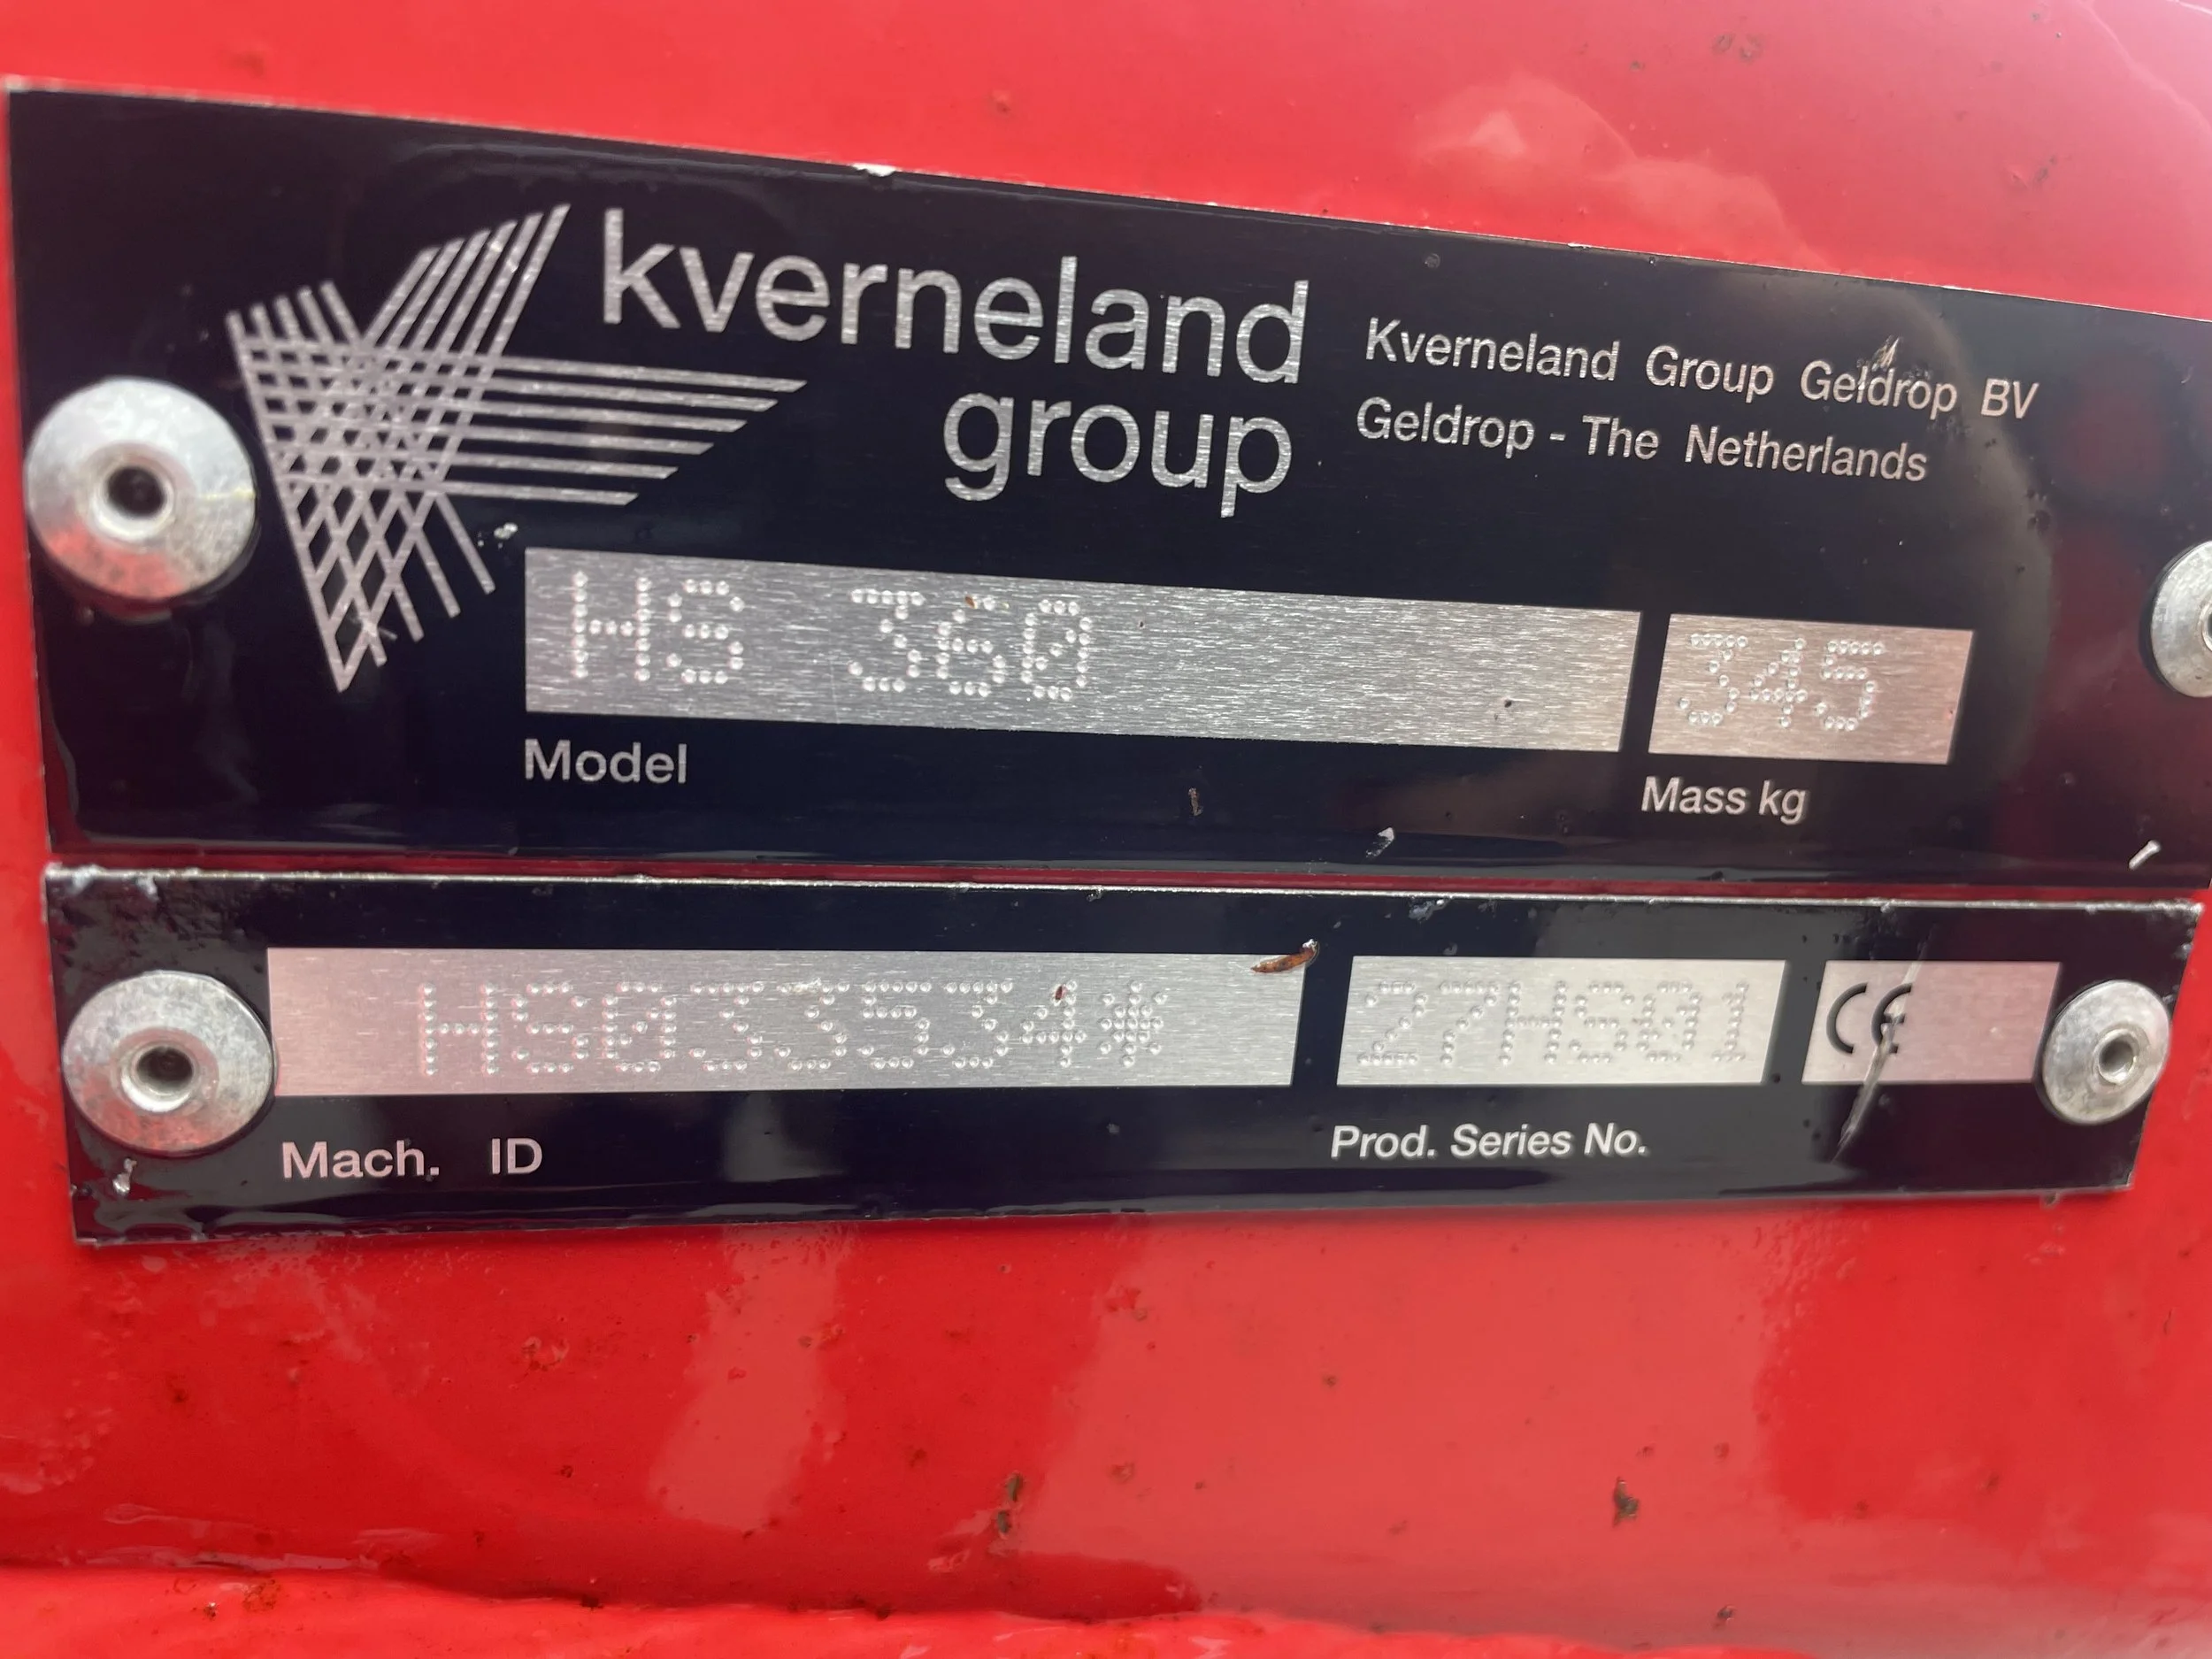 kverneland
group
Kverneland Group Geldrop BV
Geldrop - The Netherlands
HS 360
345
Model
Mass kg
HS033534*
27HS01
CE
Mach. ID
Prod. Series No.